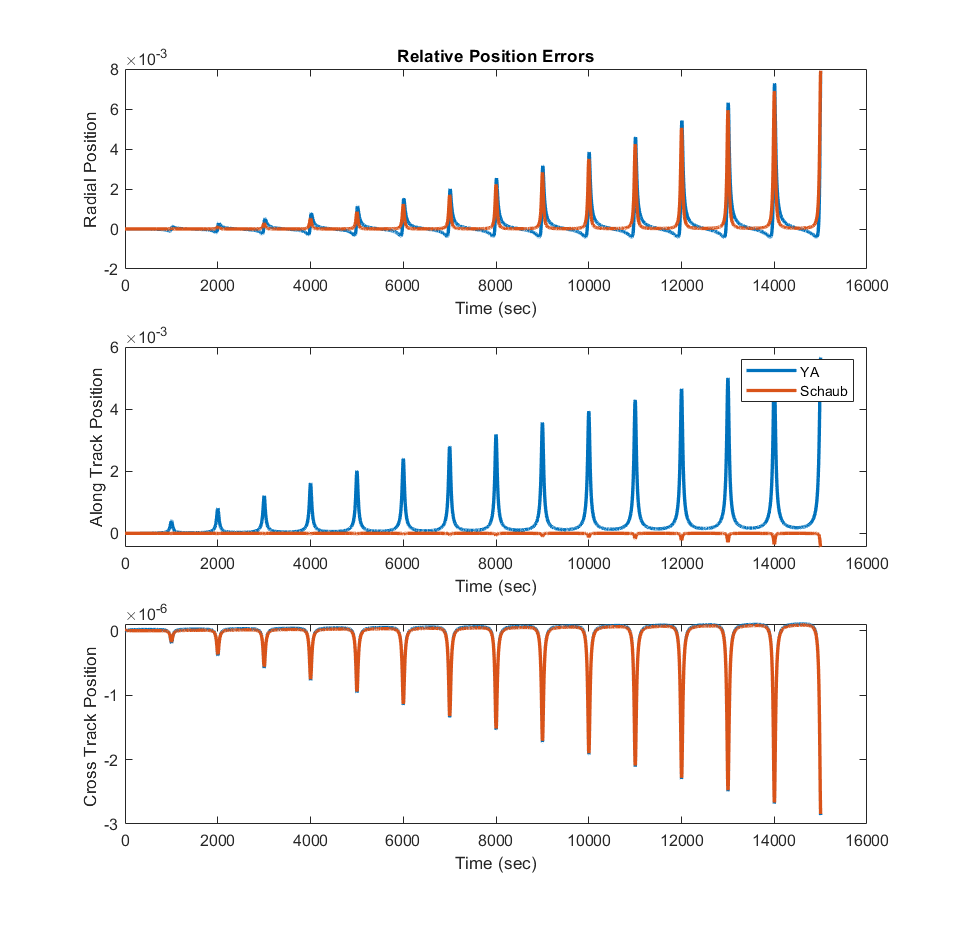 Relative Position Errors
×10-3
8
6
4
2
0
-2
Radial Position
0 2000 4000 6000 8000 10000 12000 14000 16000
Time (sec)
×10-3
6
4
2
0
Along Track Position
YA
Schaub
0 2000 4000 6000 8000 10000 12000 14000 16000
Time (sec)
×10-6
0
-1
-2
-3
Cross Track Position
0 2000 4000 6000 8000 10000 12000 14000 16000
Time (sec)